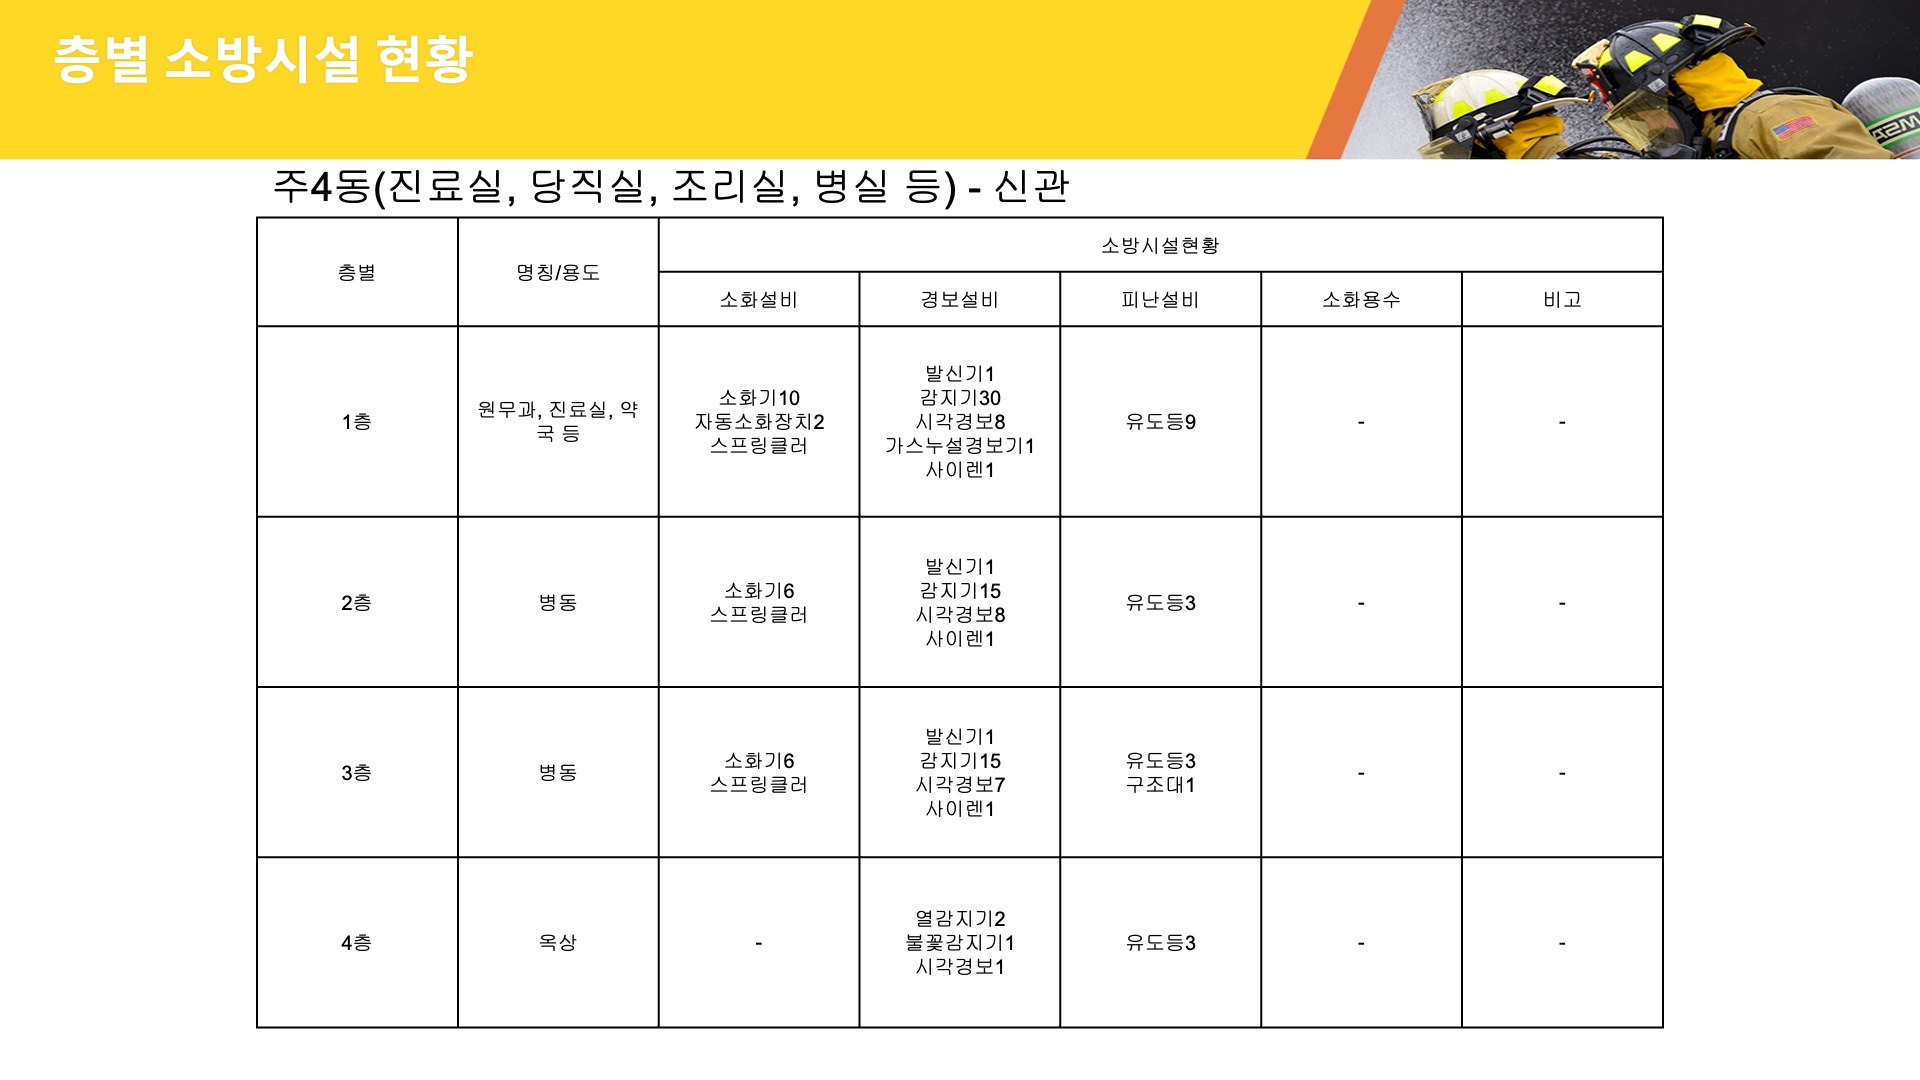 층별 소방시설 현황
MSA
주4동(진료실, 당직실, 조리실, 병실 등) - 신관
층별
명칭/용도
소방시설현황
소화설비
경보설비
피난설비
소화용수
비고
1층
원무과, 진료실, 약
국 등
소화기10
자동소화장치2
스프링클러
발신기1
감지기30
시각경보8
가스누설경보기1
사이렌1
유도등9
-
-
2층
병동
소화기6
스프링클러
발신기1
감지기15
시각경보8
사이렌1
유도등3
-
-
3층
병동
소화기6
스프링클러
발신기1
감지기15
시각경보7
사이렌1
유도등3
구조대1
-
-
4층
옥상
-
열감지기2
불꽃감지기1
시각경보1
유도등3
-
-